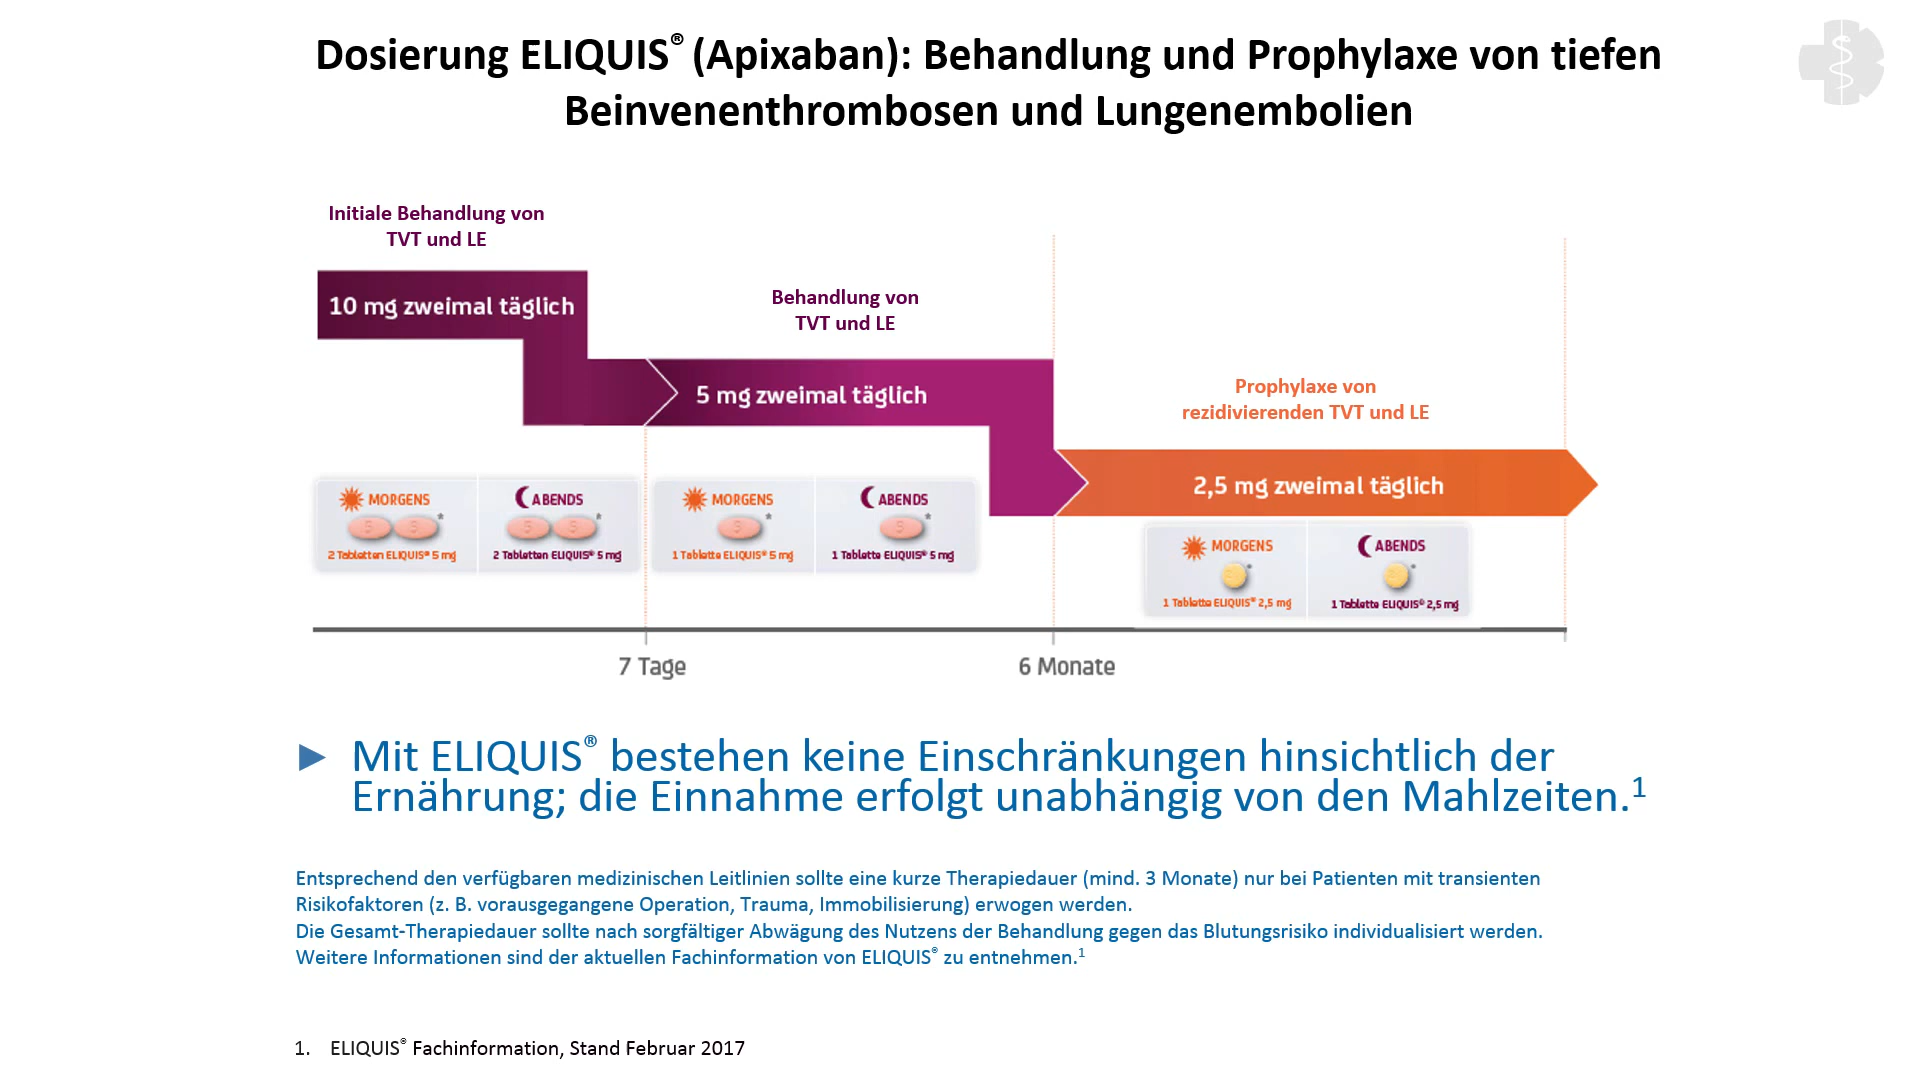 Dosierung ELIQUIS® (Apixaban): Behandlung und Prophylaxe von tiefen
Beinvenenthrombosen und Lungenembolien
Initiale Behandlung von
TVT und LE
10 mg zweimal täglich
Behandlung von
TVT und LE
5 mg zweimal täglich
Prophylaxe von
rezidivierenden TVT und LE
2,5 mg zweimal täglich
MORGENS
5 5 *
2 Tabletten ELIQUIS® 5 mg
ABENDS
5 5 *
2 Tabletten ELIQUIS® 5 mg
MORGENS
5 *
1 Tablette ELIQUIS® 5 mg
ABENDS
5 *
1 Tablette ELIQUIS® 5 mg
MORGENS
*
1 Tablette ELIQUIS® 2,5 mg
ABENDS
*
1 Tablette ELIQUIS® 2,5 mg
7 Tage
6 Monate
► Mit ELIQUIS® bestehen keine Einschränkungen hinsichtlich der
Ernährung; die Einnahme erfolgt unabhängig von den Mahlzeiten.1
Entsprechend den verfügbaren medizinischen Leitlinien sollte eine kurze Therapiedauer (mind. 3 Monate) nur bei Patienten mit transienten
Risikofaktoren (z. B. vorausgegangene Operation, Trauma, Immobilisierung) erwogen werden.
Die Gesamt-Therapiedauer sollte nach sorgfältiger Abwägung des Nutzens der Behandlung gegen das Blutungsrisiko individualisiert werden.
Weitere Informationen sind der aktuellen Fachinformation von ELIQUIS® zu entnehmen.1
1. ELIQUIS® Fachinformation, Stand Februar 2017